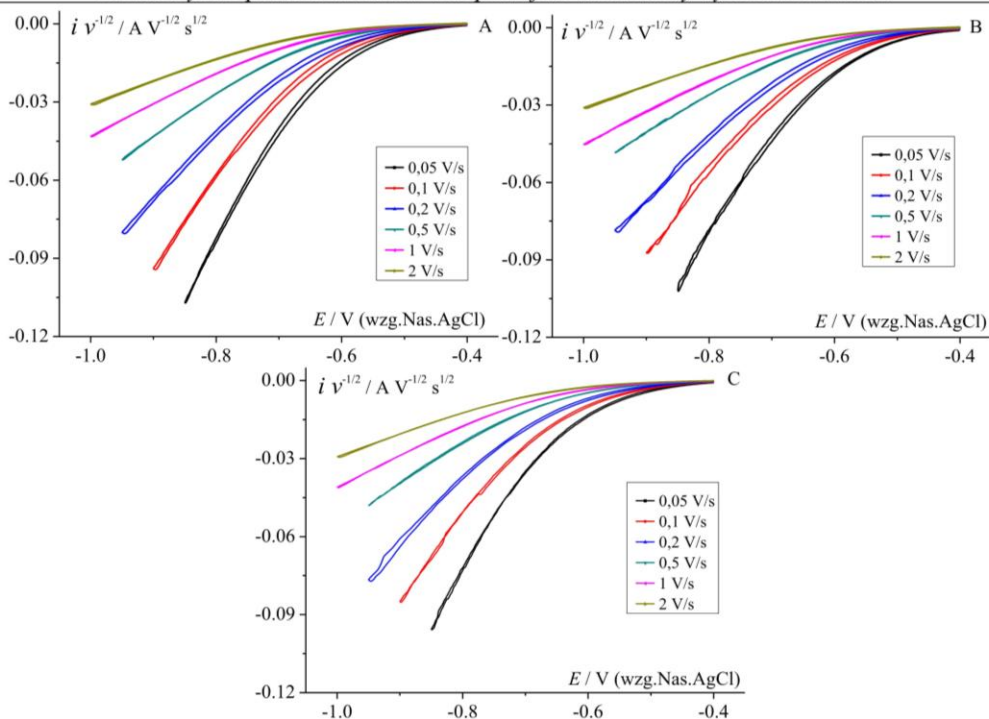 0.00
-0.03
-0.06
-0.09
-0.12
-1.0 -0.8 -0.6 -0.4
i v^-1/2 / A V^-1/2 s^1/2
A
0,05 V/s
0,1 V/s
0,2 V/s
0,5 V/s
1 V/s
2 V/s
E / V (wzg.Nas.AgCl)
0.00
-0.03
-0.06
-0.09
-0.12
-1.0 -0.8 -0.6 -0.4
i v^-1/2 / A V^-1/2 s^1/2
B
0,05 V/s
0,1 V/s
0,2 V/s
0,5 V/s
1 V/s
2 V/s
E / V (wzg.Nas.AgCl)
0.00
-0.03
-0.06
-0.09
-0.12
-1.0 -0.8 -0.6 -0.4
i v^-1/2 / A V^-1/2 s^1/2
C
0,05 V/s
0,1 V/s
0,2 V/s
0,5 V/s
1 V/s
2 V/s
E / V (wzg.Nas.AgCl)